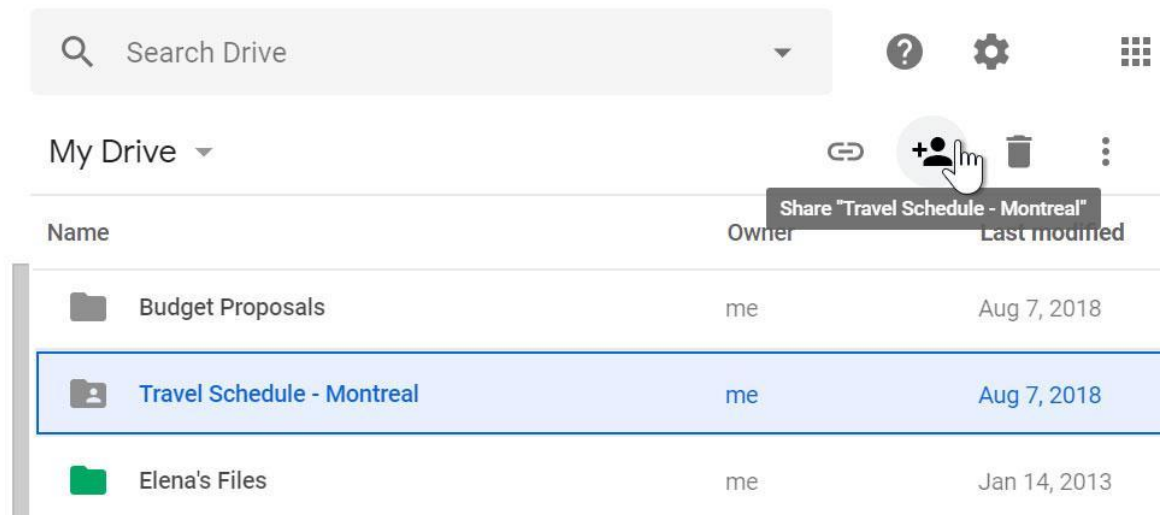 Search Drive
My Drive
Share "Travel Schedule - Montreal"
Name Owner Last modified
Budget Proposals me Aug 7, 2018
Travel Schedule - Montreal me Aug 7, 2018
Elena's Files me Jan 14, 2013